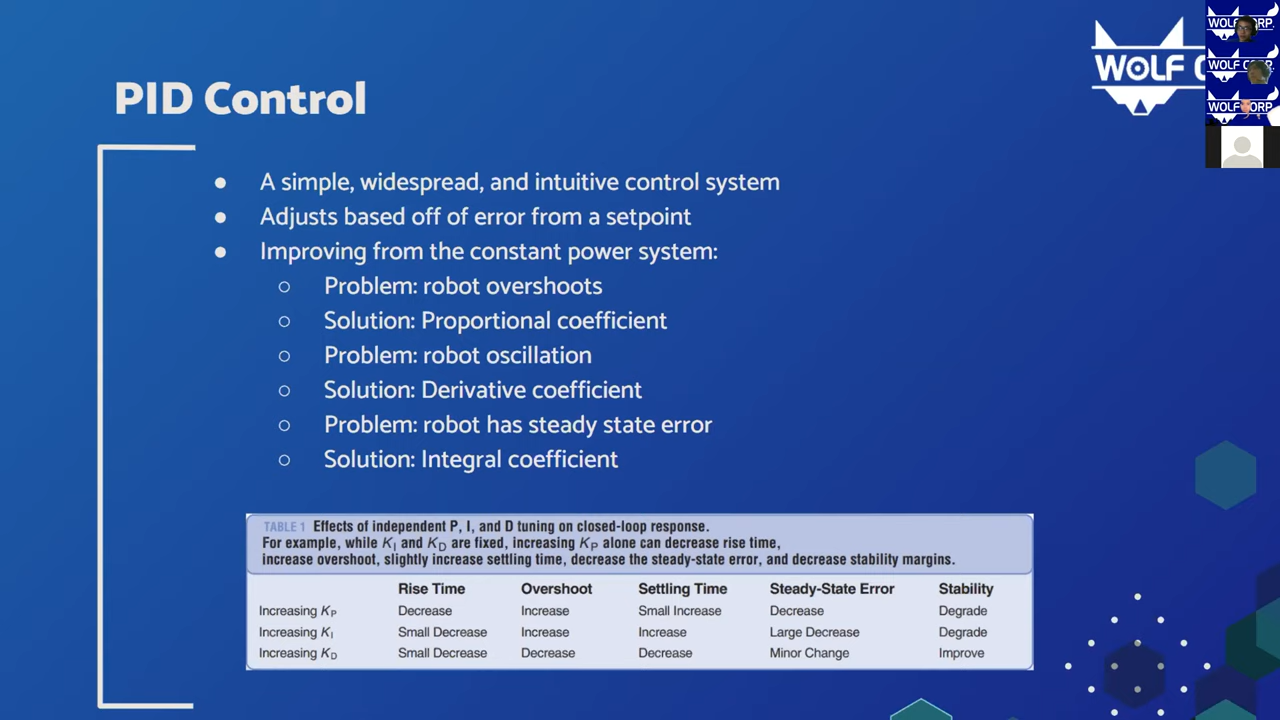 PID Control
WOLF C
WOLF CORP.
WOLF CORP.
WOLF CORP
● A simple, widespread, and intuitive control system
● Adjusts based off of error from a setpoint
● Improving from the constant power system:
○ Problem: robot overshoots
○ Solution: Proportional coefficient
○ Problem: robot oscillation
○ Solution: Derivative coefficient
○ Problem: robot has steady state error
○ Solution: Integral coefficient
TABLE 1 Effects of independent P, I, and D tuning on closed-loop response.
For example, while KI and KD are fixed, increasing KP alone can decrease rise time,
increase overshoot, slightly increase settling time, decrease the steady-state error, and decrease stability margins.
Rise Time Overshoot Settling Time Steady-State Error Stability
Increasing KP Decrease Increase Small Increase Decrease Degrade
Increasing KI Small Decrease Increase Increase Large Decrease Degrade
Increasing KD Small Decrease Decrease Decrease Minor Change Improve